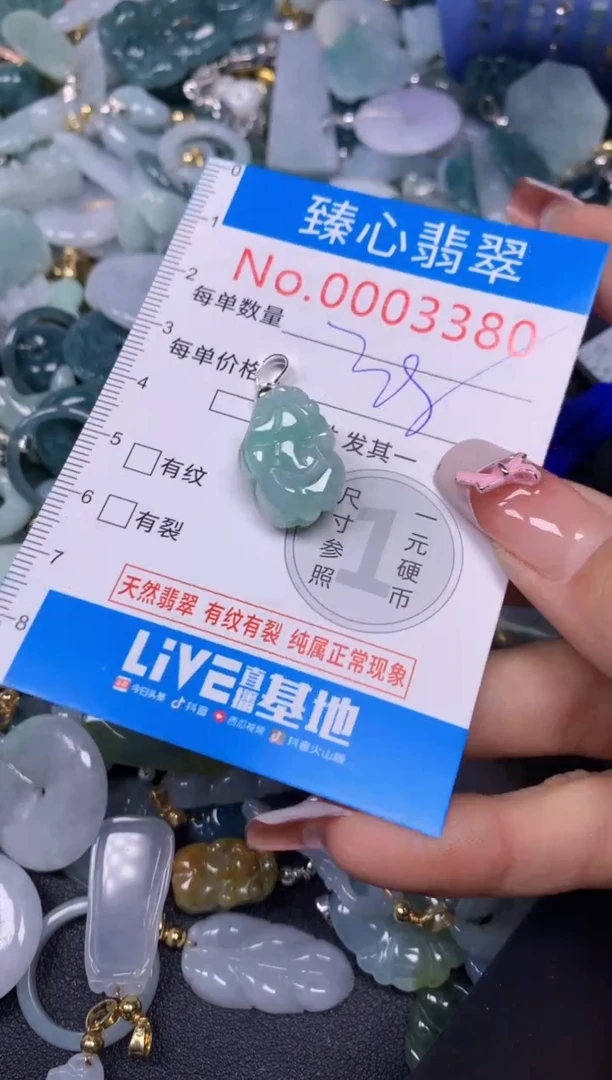 0
1
2
3
4
5
6
7
8
臻心翡翠
No.0003380
每单数量
每单价格
发其一
有纹
有裂
尺寸参照
1
一元硬币
天然翡翠 有纹有裂 纯属正常现象
LiVE直播基地
今日头条 抖音 西瓜视频 抖音火山版